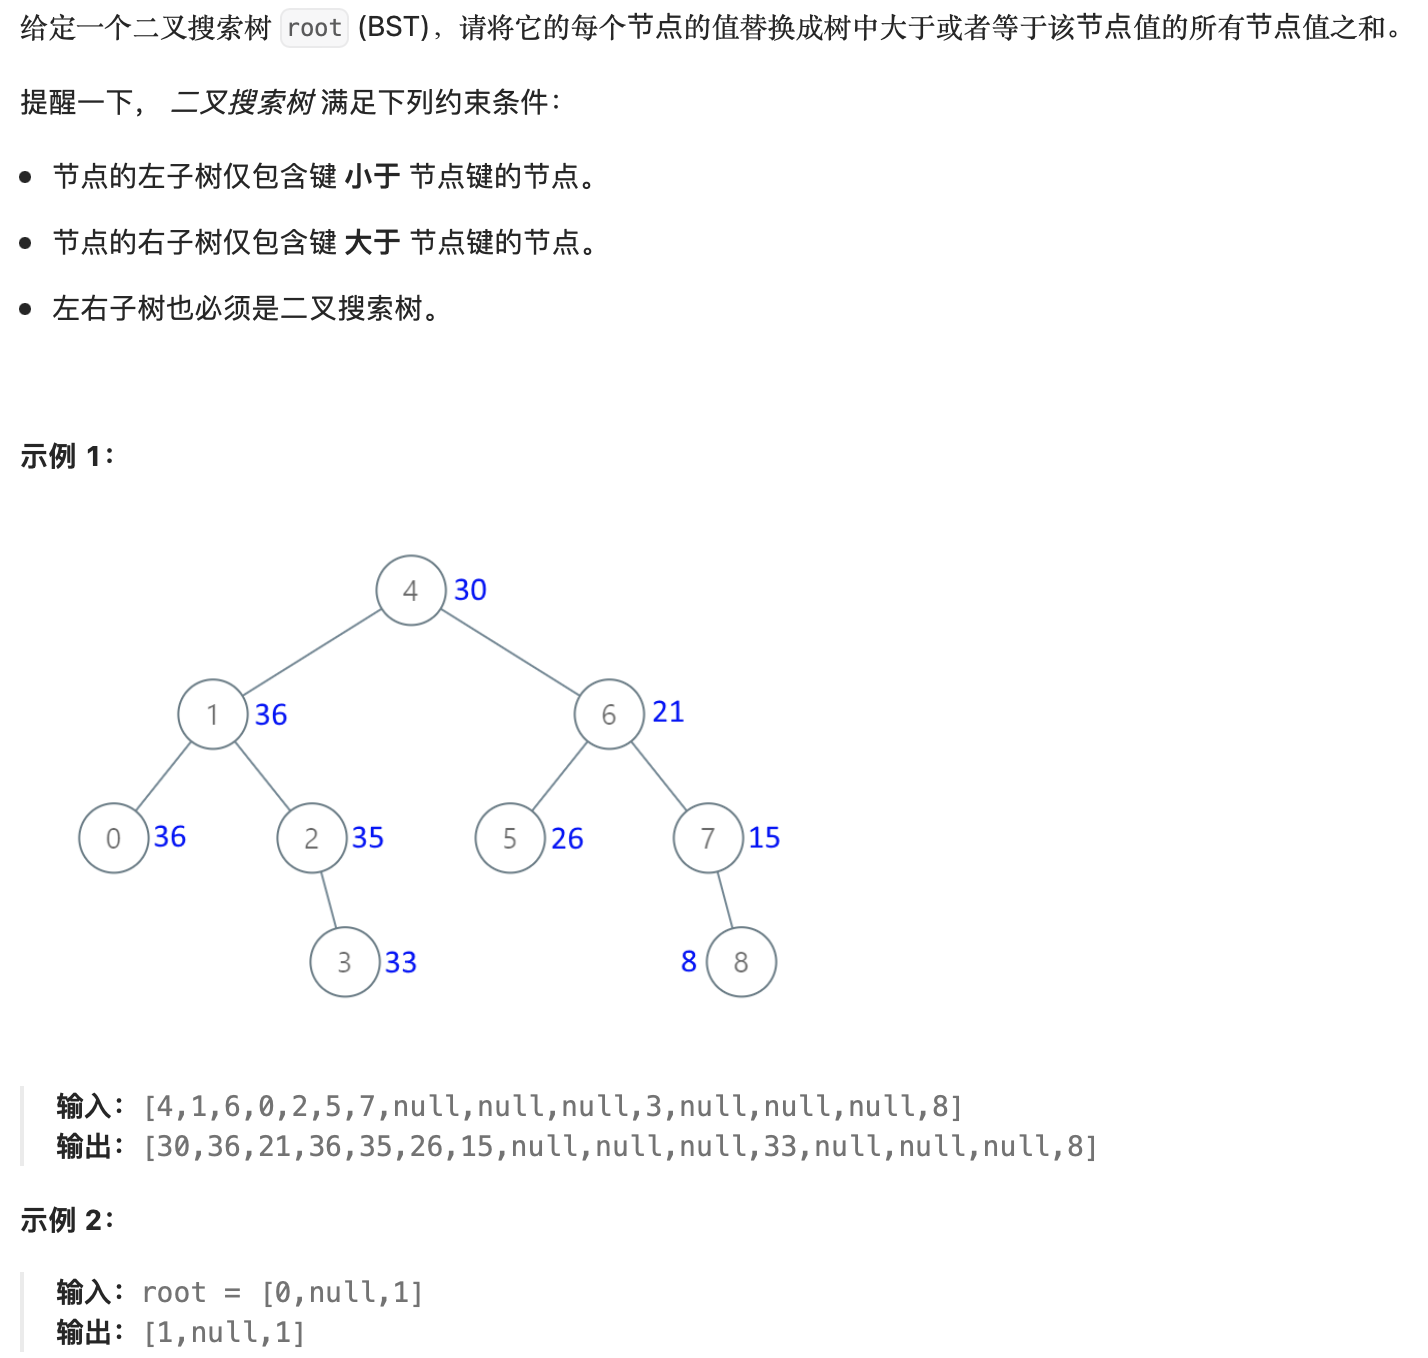 给定一个二叉搜索树 root (BST)，请将它的每个节点的值替换成树中大于或者等于该节点值的所有节点值之和。
提醒一下， 二叉搜索树 满足下列约束条件：
节点的左子树仅包含键 小于 节点键的节点。
节点的右子树仅包含键 大于 节点键的节点。
左右子树也必须是二叉搜索树。
示例 1：
4 30
1 36 6 21
0 36 2 35 5 26 7 15
3 33 8 8
输入：[4,1,6,0,2,5,7,null,null,null,3,null,null,null,8]
输出：[30,36,21,36,35,26,15,null,null,null,33,null,null,null,8]
示例 2：
输入：root = [0,null,1]
输出：[1,null,1]